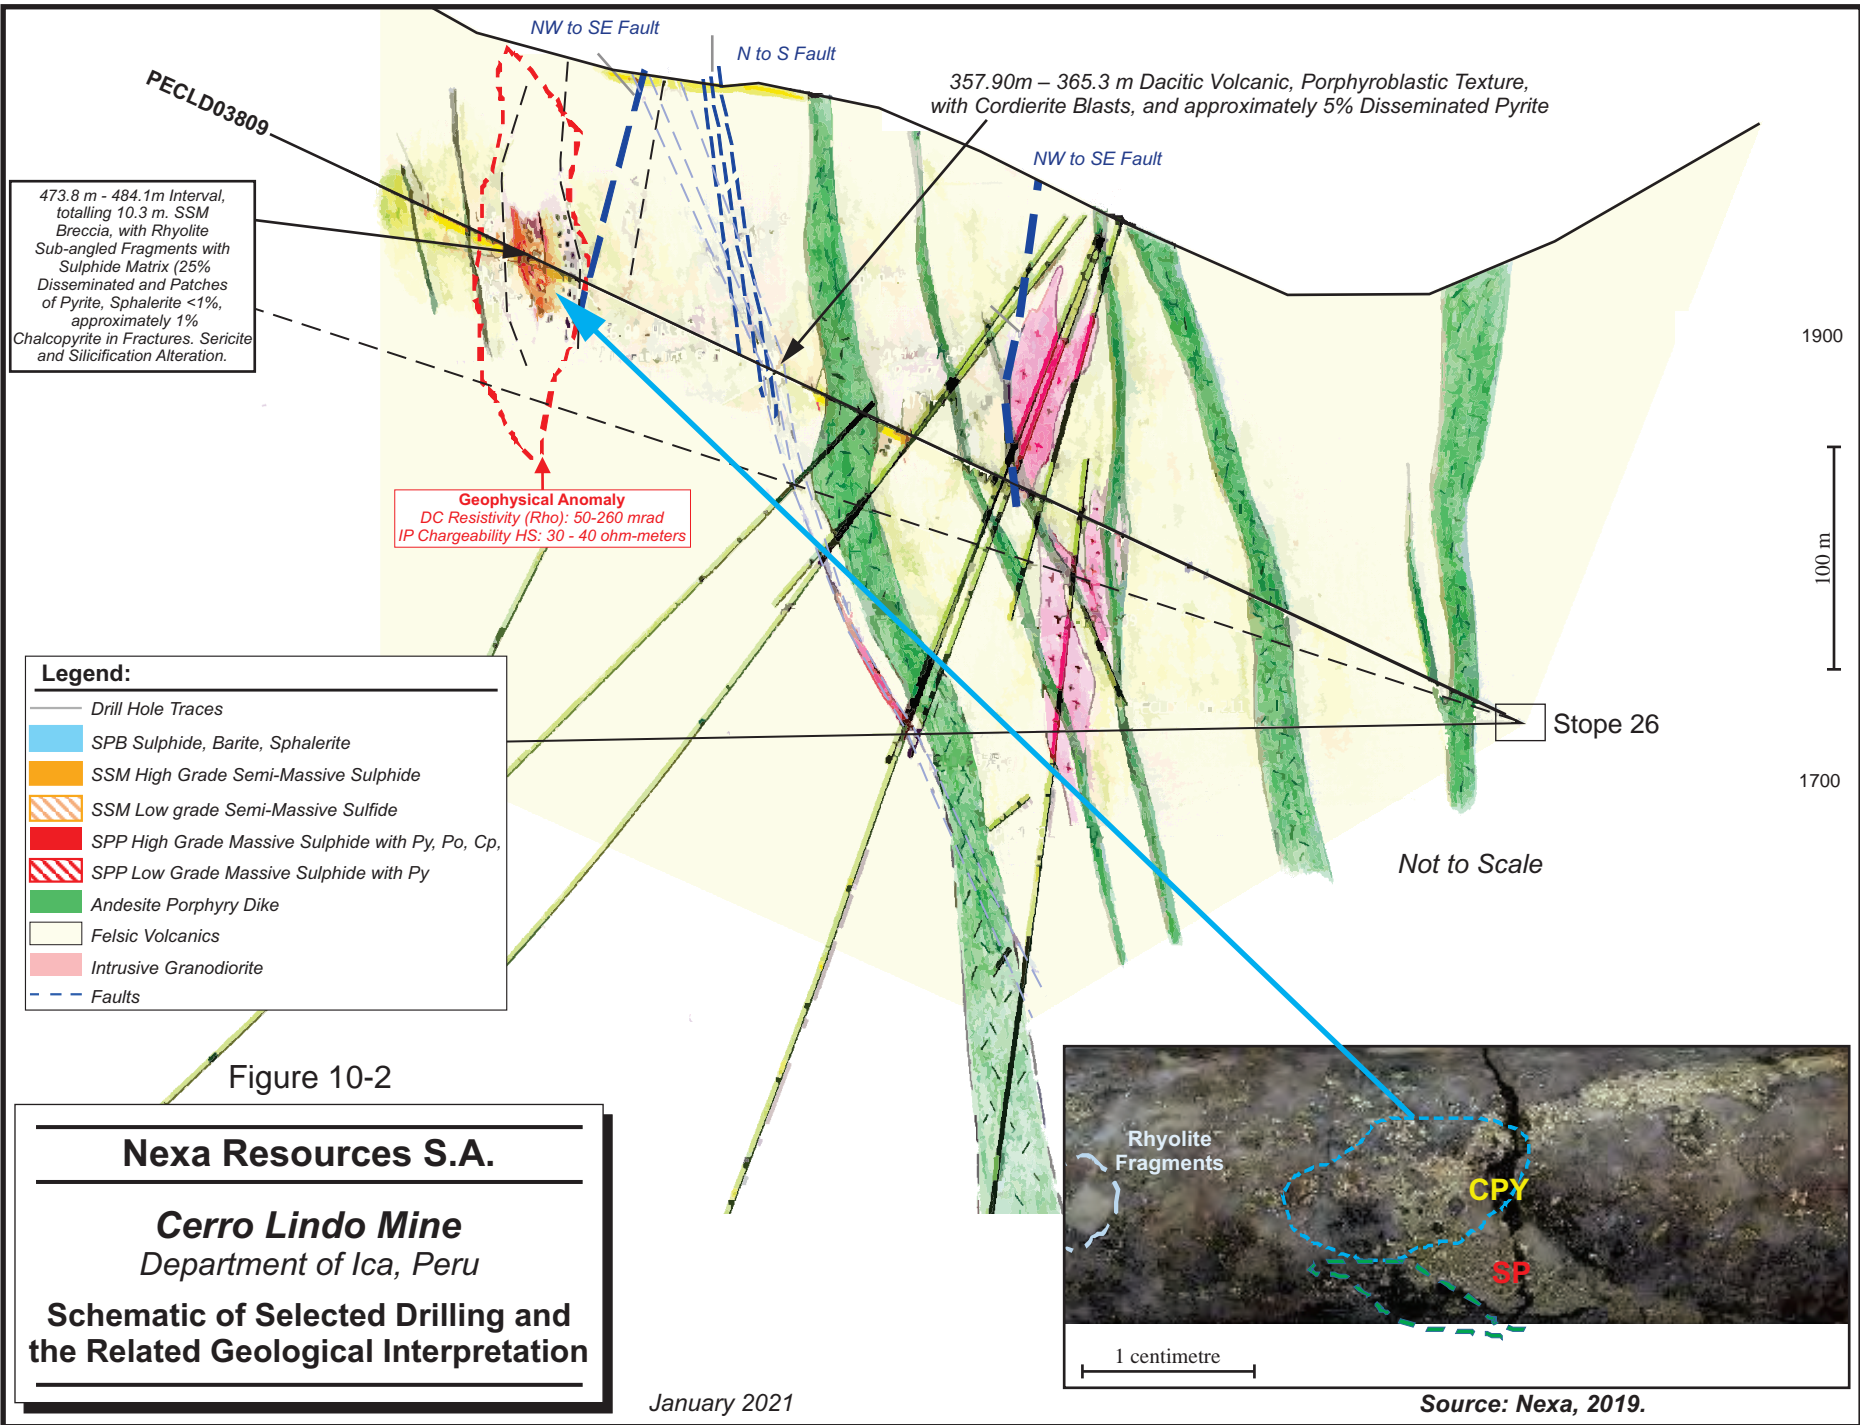 NW to SE Fault
N to S Fault
PECLD03809
357.90m – 365.3 m Dacitic Volcanic, Porphyroblastic Texture,
with Cordierite Blasts, and approximately 5% Disseminated Pyrite
NW to SE Fault
473.8 m - 484.1m Interval,
totalling 10.3 m. SSM
Breccia, with Rhyolite
Sub-angled Fragments with
Sulphide Matrix (25%
Disseminated and Patches
of Pyrite, Sphalerite <1%,
approximately 1%
Chalcopyrite in Fractures. Sericite
and Silicification Alteration.
1900
Geophysical Anomaly
DC Resistivity (Rho): 50-260 mrad
IP Chargeability HS: 30 - 40 ohm-meters
100 m
Legend:
Drill Hole Traces
SPB Sulphide, Barite, Sphalerite
SSM High Grade Semi-Massive Sulphide
SSM Low grade Semi-Massive Sulfide
SPP High Grade Massive Sulphide with Py, Po, Cp,
SPP Low Grade Massive Sulphide with Py
Andesite Porphyry Dike
Felsic Volcanics
Intrusive Granodiorite
Faults
Stope 26
1700
Not to Scale
Figure 10-2
Nexa Resources S.A.
Cerro Lindo Mine
Department of Ica, Peru
Schematic of Selected Drilling and
the Related Geological Interpretation
Rhyolite
Fragments
CPY
SP
1 centimetre
January 2021
Source: Nexa, 2019.